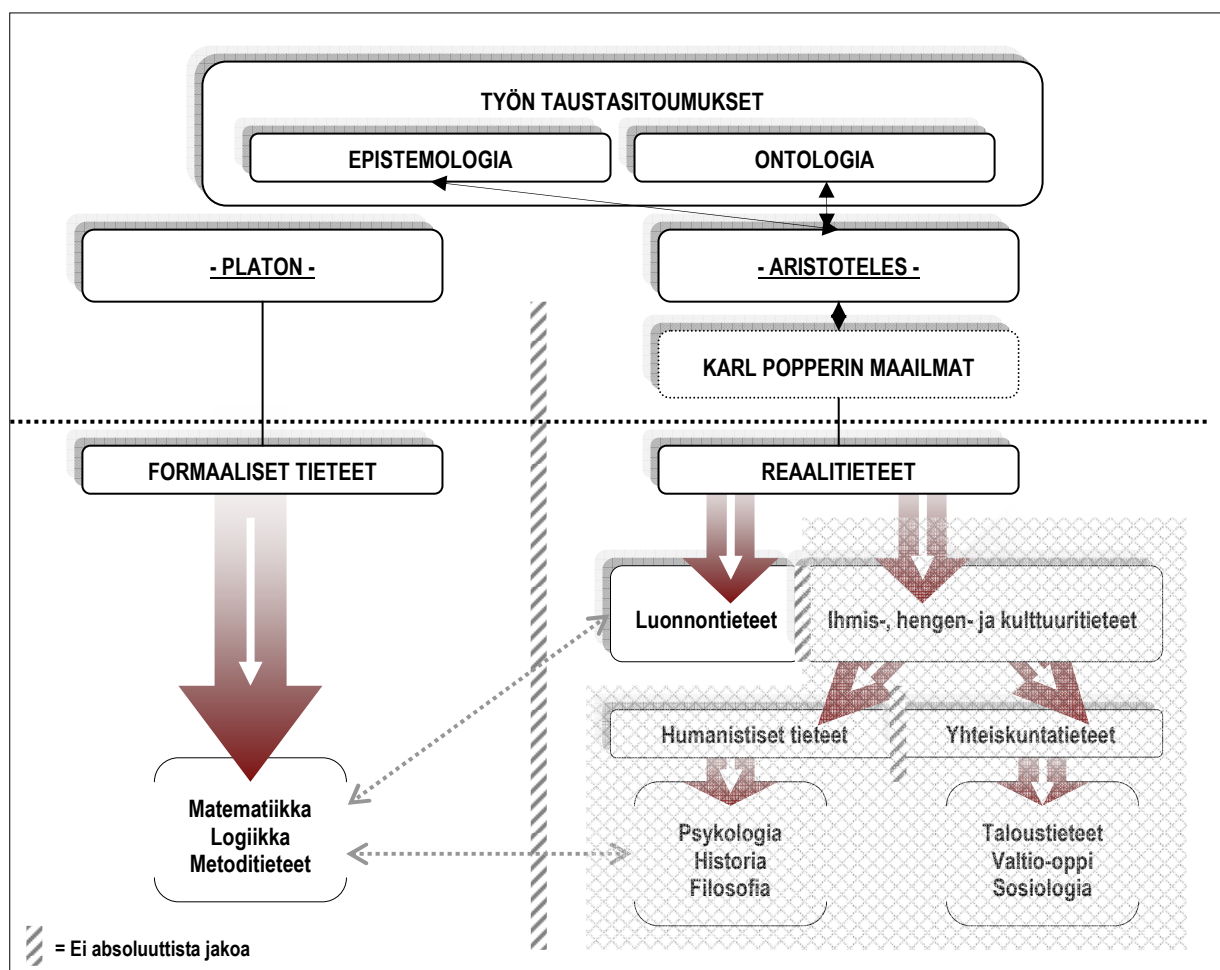 TYÖN TAUSTASITOUMUKSET
EPISTEMOLOGIA
ONTOLOGIA
- PLATON -
- ARISTOTELES -
KARL POPPERIN MAAILMAT
FORMAALISET TIETEET
REAALITIETEET
Luonnontieteet
Ihmis-, hengen- ja kulttuuritieteet
Humanistiset tieteet
Yhteiskuntatieteet
Matematiikka
Logiikka
Metoditieteet
Psykologia
Historia
Filosofia
Taloustieteet
Valtio-oppi
Sosiologia
= Ei absoluuttista jakoa